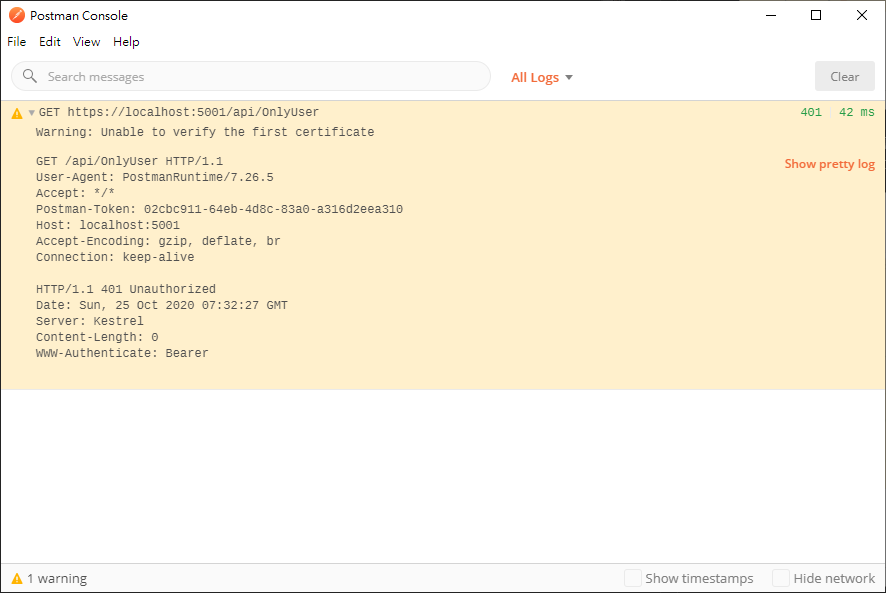 Postman Console
File Edit View Help
Search messages All Logs Clear
GET https://localhost:5001/api/OnlyUser 401 42 ms
Warning: Unable to verify the first certificate
GET /api/OnlyUser HTTP/1.1 Show pretty log
User-Agent: PostmanRuntime/7.26.5
Accept: */*
Postman-Token: 02cbc911-64eb-4d8c-83a0-a316d2eea310
Host: localhost:5001
Accept-Encoding: gzip, deflate, br
Connection: keep-alive
HTTP/1.1 401 Unauthorized
Date: Sun, 25 Oct 2020 07:32:27 GMT
Server: Kestrel
Content-Length: 0
WWW-Authenticate: Bearer
1 warning Show timestamps Hide network